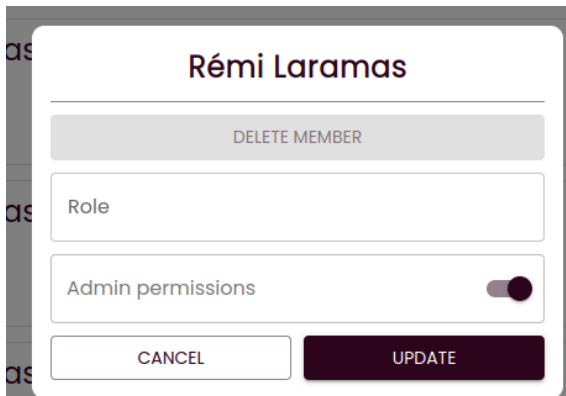 Rémi Laramas
DELETE MEMBER
Role
Admin permissions
CANCEL
UPDATE